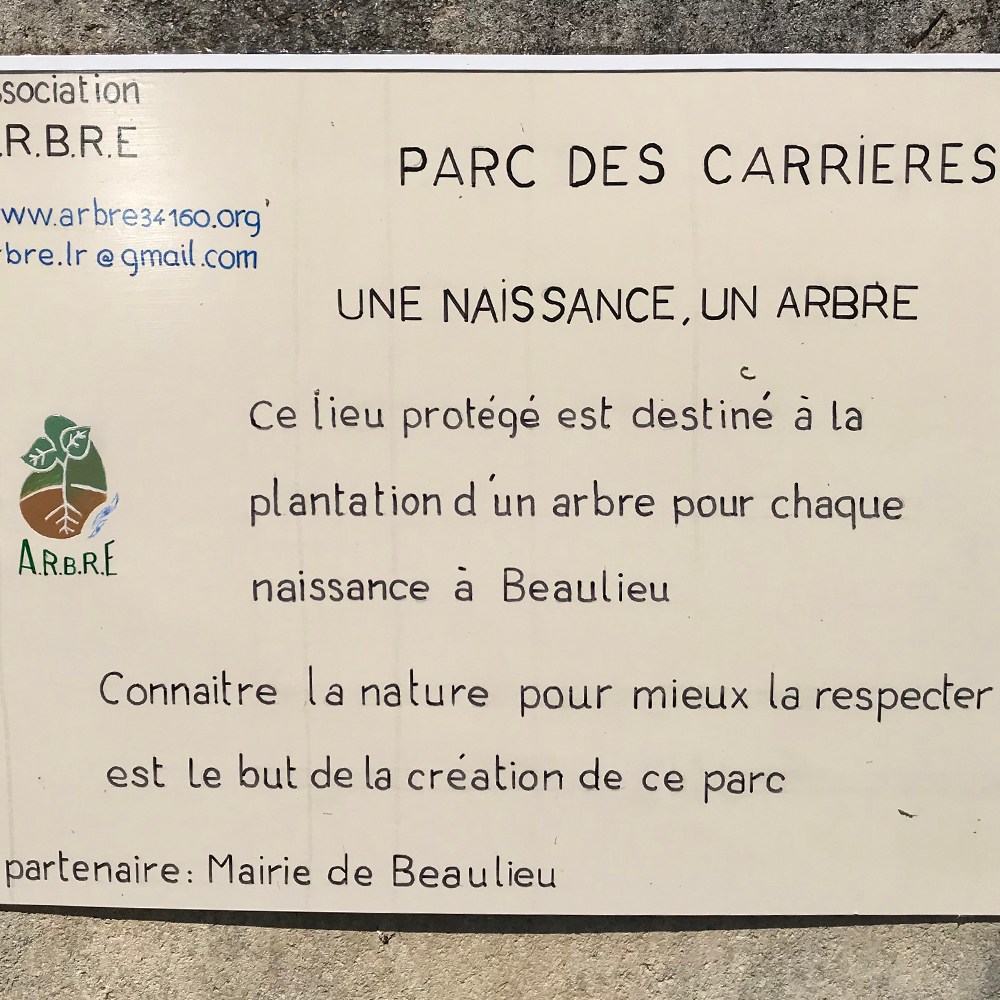 ssociation
.R.B.R.E
ww.arbre34160.org
rbre.lr@gmail.com
PARC DES CARRIERES
UNE NAISSANCE, UN ARBRE
Ce lieu protégé est destiné à la
plantation d'un arbre pour chaque
naissance à Beaulieu
A.R.B.R.E
Connaitre la nature pour mieux la respecter
est le but de la création de ce parc
partenaire: Mairie de Beaulieu